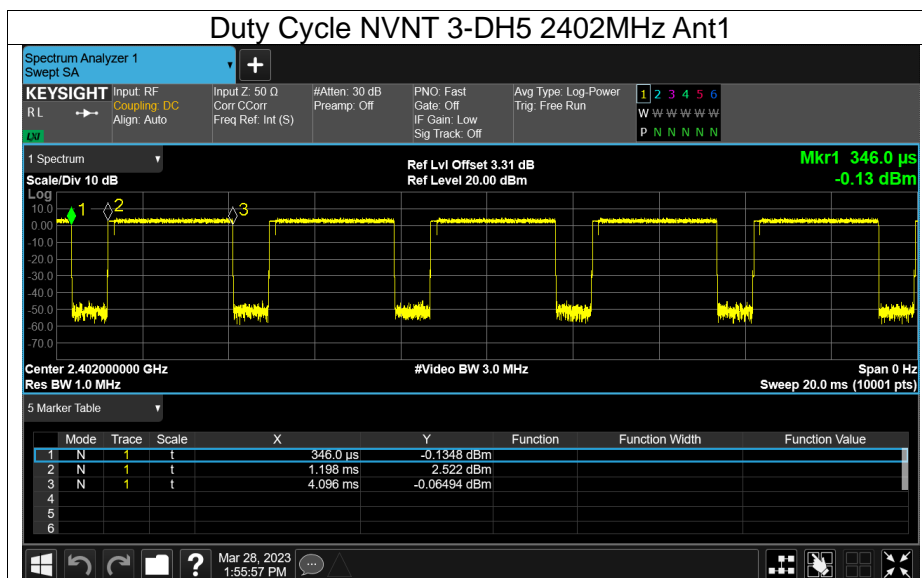 Duty Cycle NVNT 3-DH5 2402MHz Ant1
Spectrum Analyzer 1
Swept SA
+
KEYSIGHT Input: RF Input Z: 50 Ω #Atten: 30 dB PNO: Fast Avg Type: Log-Power 1 2 3 4 5 6
RL Coupling: DC Corr CCorr Preamp: Off Gate: Off Trig: Free Run
Align: Auto Freq Ref: Int (S) IF Gain: Low W W W W W W
LXI Sig Track: Off P N N N N N
1 Spectrum Ref Lvl Offset 3.31 dB Mkr1 346.0 µs
Scale/Div 10 dB Ref Level 20.00 dBm -0.13 dBm
Log
10.0 1 2 3
0.00
-10.0
-20.0
-30.0
-40.0
-50.0
-60.0
-70.0
Center 2.402000000 GHz #Video BW 3.0 MHz Span 0 Hz
Res BW 1.0 MHz Sweep 20.0 ms (10001 pts)
5 Marker Table
Mode Trace Scale X Y Function Function Width Function Value
1 N 1 t 346.0 µs -0.1348 dBm
2 N 1 t 1.198 ms 2.522 dBm
3 N 1 t 4.096 ms -0.06494 dBm
4
5
6
? Mar 28, 2023
1:55:57 PM